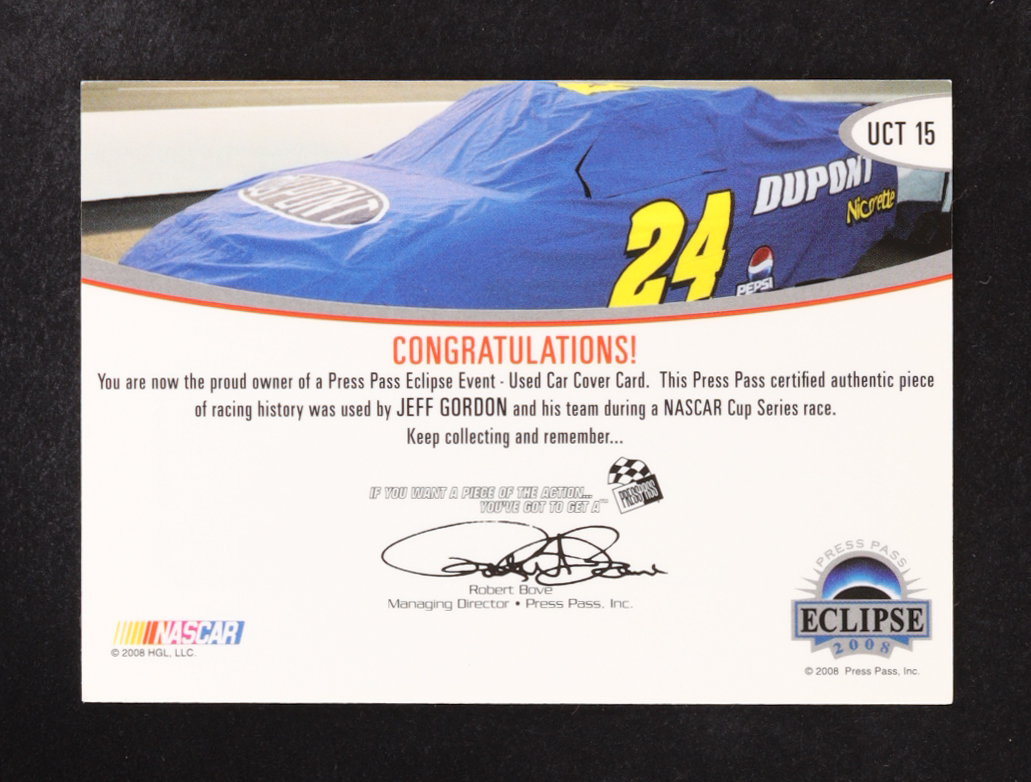 UCT 15
DUPONT
DUPONT
Nicorette
24
PEPSI
CONGRATULATIONS!
You are now the proud owner of a Press Pass Eclipse Event - Used Car Cover Card. This Press Pass certified authentic piece
of racing history was used by JEFF GORDON and his team during a NASCAR Cup Series race.
Keep collecting and remember...
IF YOU WANT A PIECE OF THE ACTION...
YOU'VE GOT TO GET A™
PRESS PASS
Robert Bove
Managing Director • Press Pass, Inc.
NASCAR
© 2008 HGL, LLC.
PRESS PASS
ECLIPSE
2008
© 2008 Press Pass, Inc.